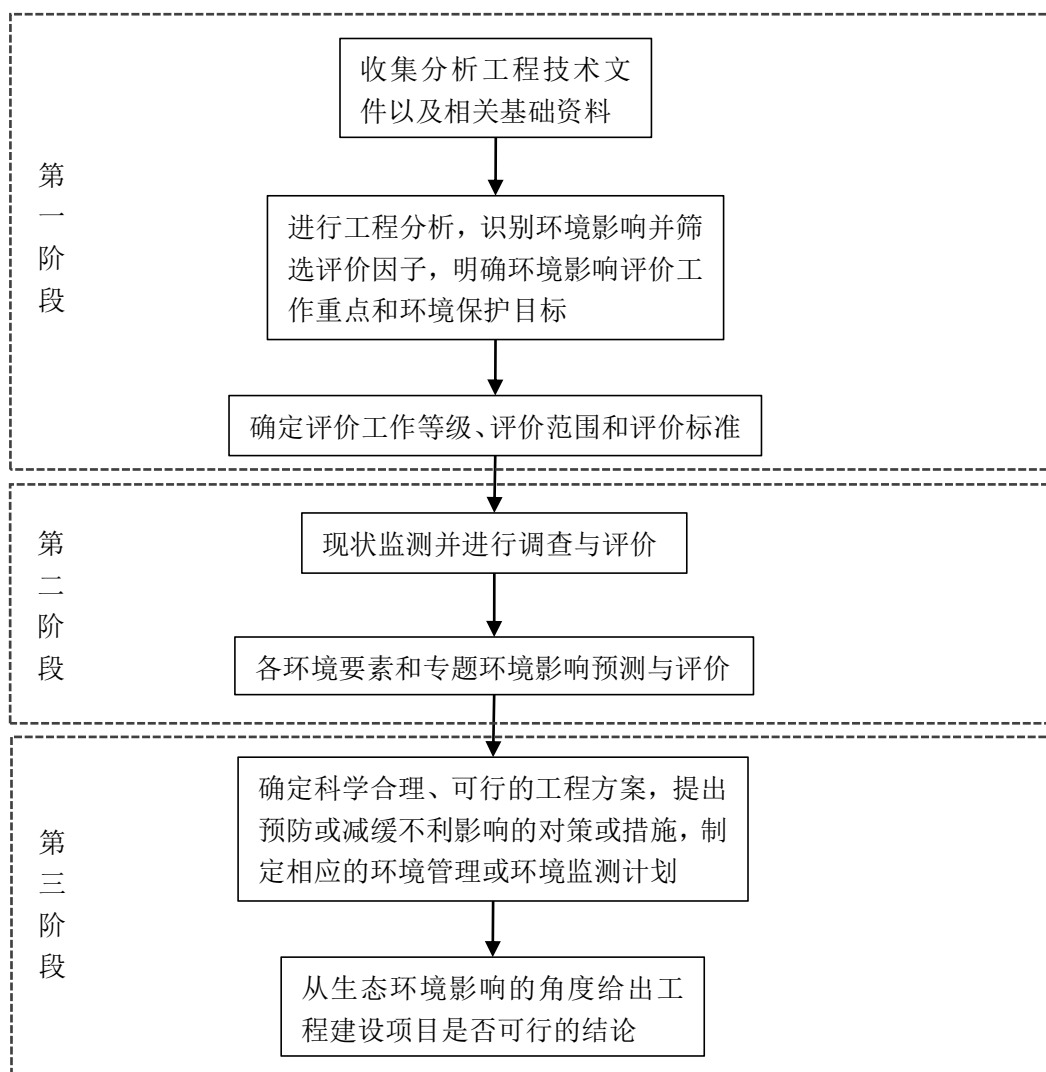 收集分析工程技术文
件以及相关基础资料
第
一
阶
段
进行工程分析，识别环境影响并筛
选评价因子，明确环境影响评价工
作重点和环境保护目标
确定评价工作等级、评价范围和评价标准
第
二
阶
段
现状监测并进行调查与评价
各环境要素和专题环境影响预测与评价
第
三
阶
段
确定科学合理、可行的工程方案，提出
预防或减缓不利影响的对策或措施，制
定相应的环境管理或环境监测计划
从生态环境影响的角度给出工
程建设项目是否可行的结论